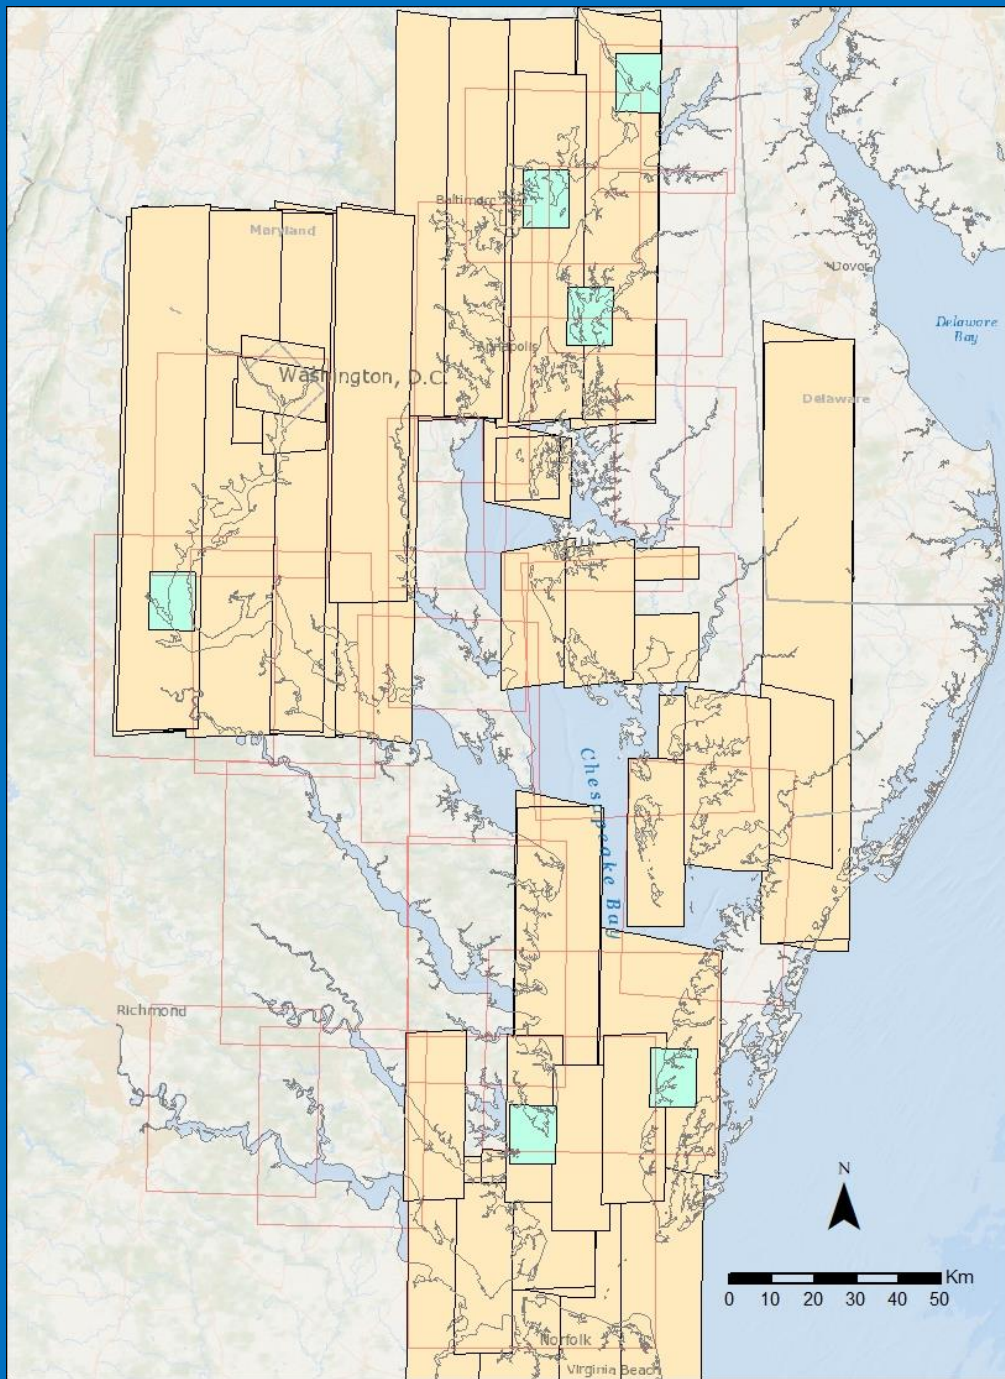 Baltimore
Maryland
Dover
Delaware
Bay
Annapolis
Washington, D.C.
Delaware
Chesapeake Bay
Richmond
N
Km
0 10 20 30 40 50
Norfolk
Virginia Beach